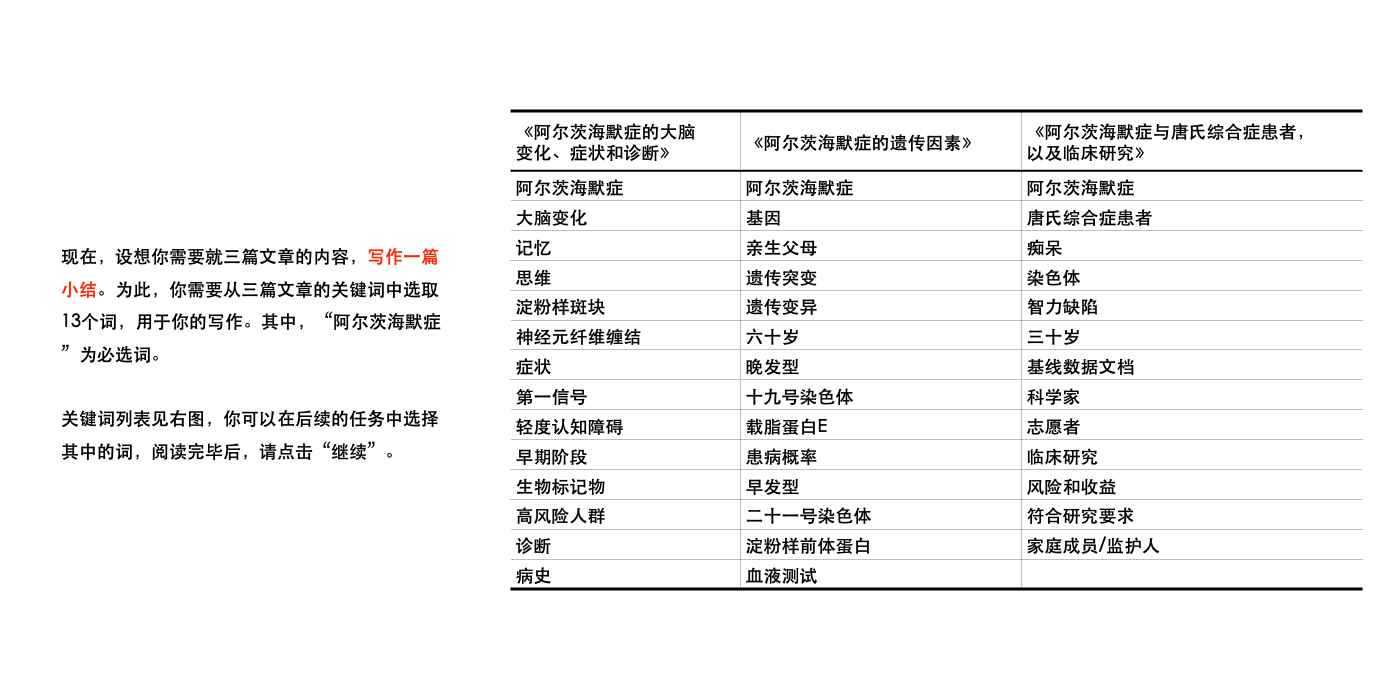 现在，设想你需要就三篇文章的内容，写作一篇
小结。为此，你需要从三篇文章的关键词中选取
13个词，用于你的写作。其中，“阿尔茨海默症
”为必选词。
关键词列表见右图，你可以在后续的任务中选择
其中的词，阅读完毕后，请点击“继续”。
《阿尔茨海默症的大脑
变化、症状和诊断》
《阿尔茨海默症的遗传因素》
《阿尔茨海默症与唐氏综合症患者，
以及临床研究》
阿尔茨海默症 阿尔茨海默症 阿尔茨海默症
大脑变化 基因 唐氏综合症患者
记忆 亲生父母 痴呆
思维 遗传突变 染色体
淀粉样斑块 遗传变异 智力缺陷
神经元纤维缠结 六十岁 三十岁
症状 晚发型 基线数据文档
第一信号 十九号染色体 科学家
轻度认知障碍 载脂蛋白E 志愿者
早期阶段 患病概率 临床研究
生物标记物 早发型 风险和收益
高风险人群 二十一号染色体 符合研究要求
诊断 淀粉样前体蛋白 家庭成员/监护人
病史 血液测试